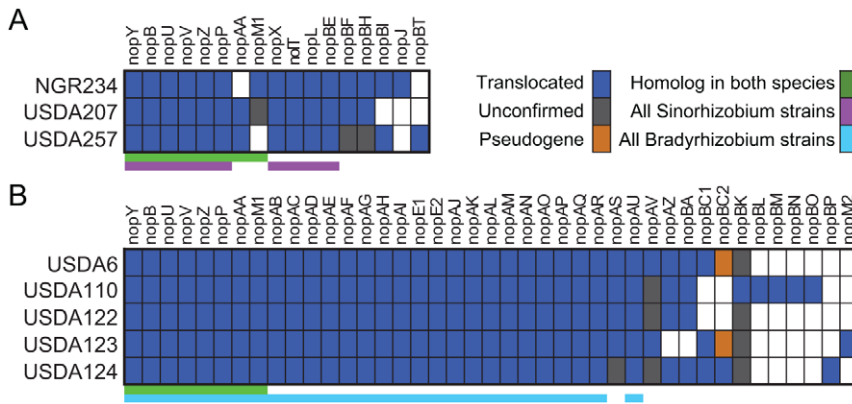 A
nopY nopB nopU nopV nopZ nopP nopAA nopM1 nopX nolT nopL nopBE nopBF nopBH nopBI nopJ nopBT
NGR234
USDA207
USDA257
Translocated
Unconfirmed
Pseudogene
Homolog in both species
All Sinorhizobium strains
All Bradyrhizobium strains
B
nopY nopB nopU nopV nopZ nopP nopAA nopM1 nopAB nopAC nopAD nopAE nopAF nopAG nopAH nopAI nopE1 nopE2 nopAJ nopAK nopAL nopAM nopAN nopAO nopAP nopAQ nopAR nopAS nopAU nopAV nopAZ nopBA nopBC1 nopBC2 nopBK nopBL nopBM nopBN nopBO nopBP nopM2
USDA6
USDA110
USDA122
USDA123
USDA124